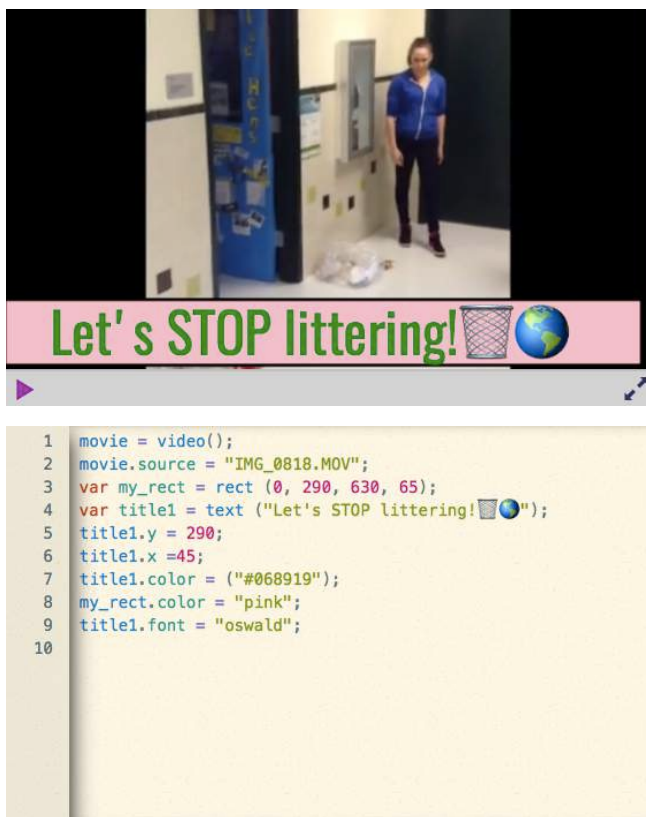 Let's STOP littering!🗑🌎
1 movie = video();
2 movie.source = "IMG_0818.MOV";
3 var my_rect = rect (0, 290, 630, 65);
4 var title1 = text ("Let's STOP littering!🗑🌎");
5 title1.y = 290;
6 title1.x =45;
7 title1.color = ("#068919");
8 my_rect.color = "pink";
9 title1.font = "oswald";
10